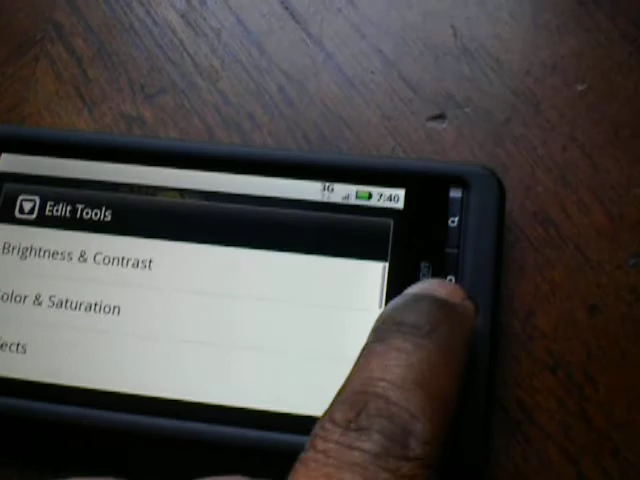 3G 7:40
Edit Tools
Brightness & Contrast
olor & Saturation
ects